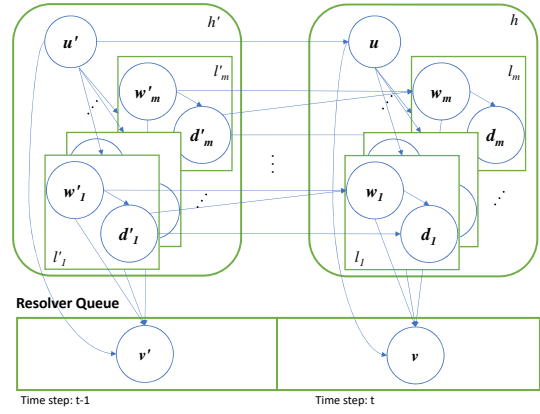 h' h
u' u
l'm lm
w'm wm
d'm dm
w'1 w1
d'1 d1
l'1 l1
Resolver Queue
v' v
Time step: t-1 Time step: t